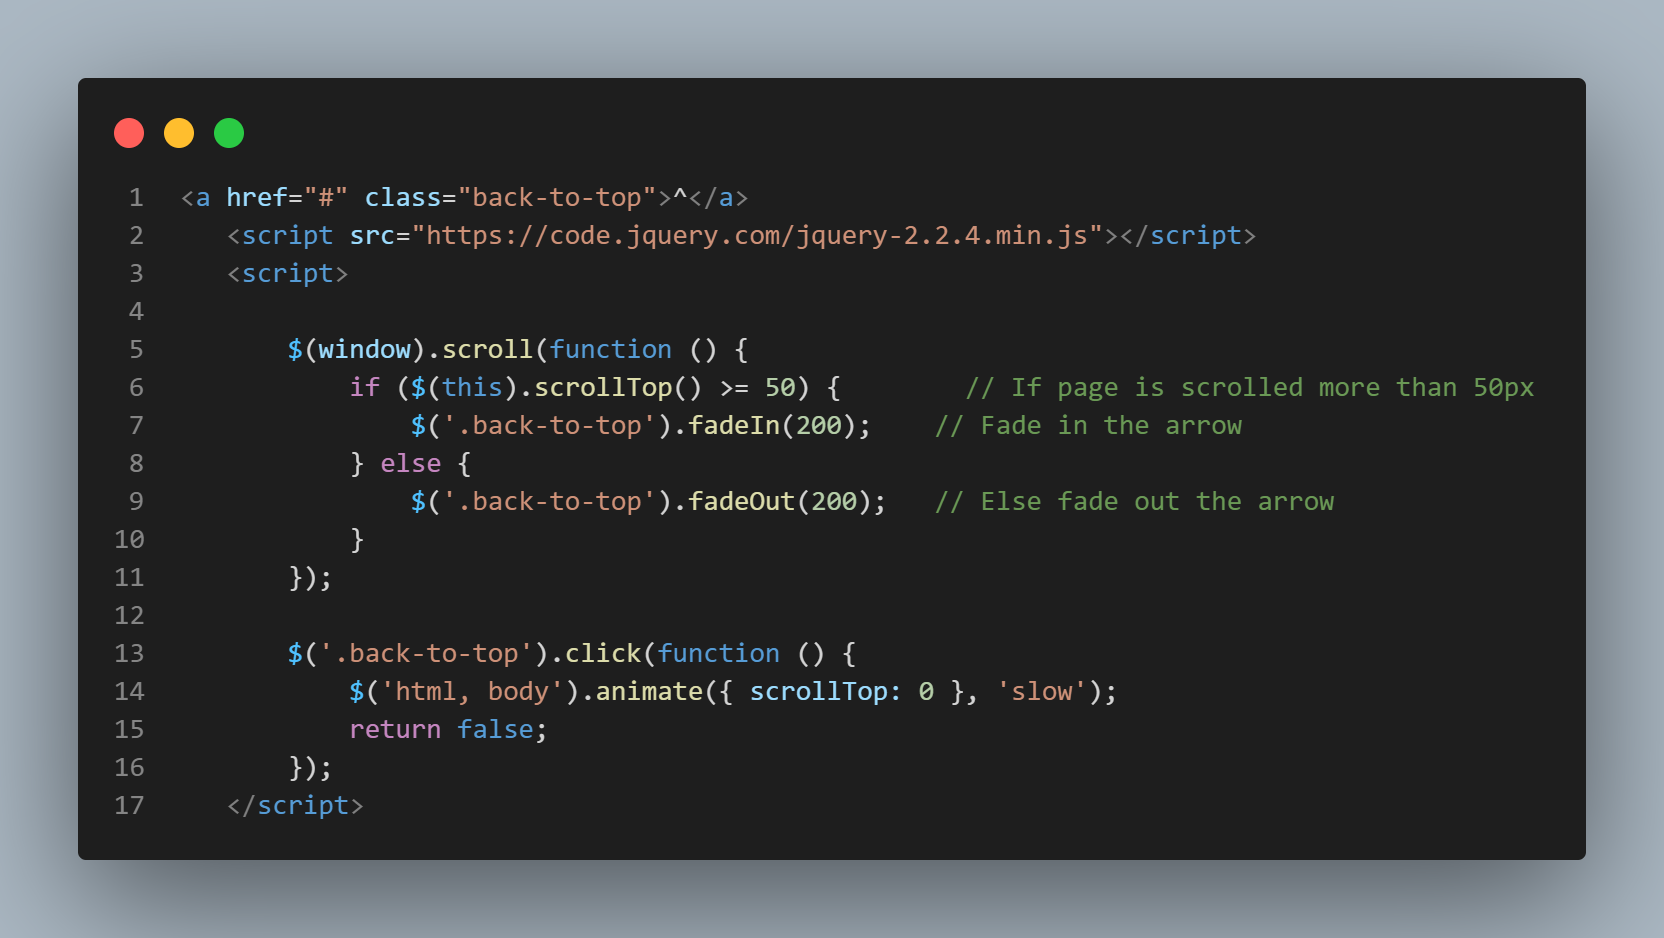 1 <a href="#" class="back-to-top">^</a>
2    <script src="https://code.jquery.com/jquery-2.2.4.min.js"></script>
3    <script>
4
5        $(window).scroll(function () {
6            if ($(this).scrollTop() >= 50) {        // If page is scrolled more than 50px
7                $('.back-to-top').fadeIn(200);    // Fade in the arrow
8            } else {
9                $('.back-to-top').fadeOut(200);   // Else fade out the arrow
10            }
11        });
12
13        $('.back-to-top').click(function () {
14            $('html, body').animate({ scrollTop: 0 }, 'slow');
15            return false;
16        });
17    </script>